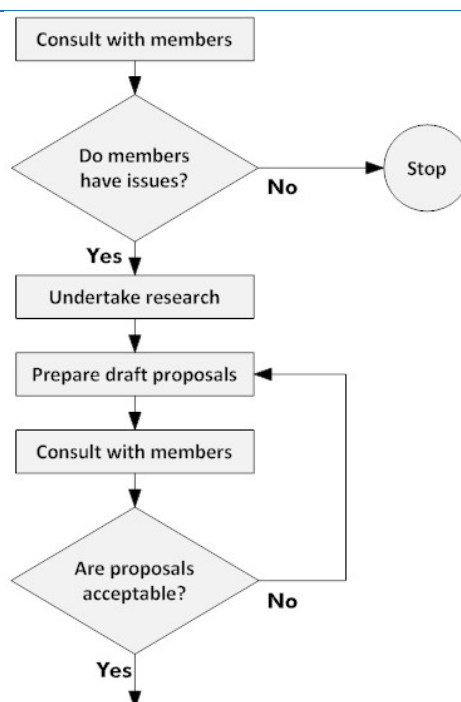 Consult with members
Do members
have issues?
No
Stop
Yes
Undertake research
Prepare draft proposals
Consult with members
Are proposals
acceptable?
No
Yes